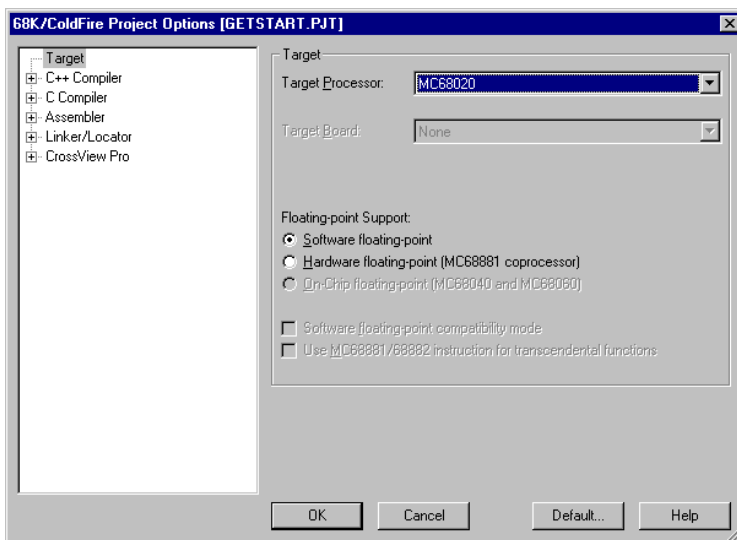 68K/ColdFire Project Options [GETSTART.PJT]
Target
C++ Compiler
C Compiler
Assembler
Linker/Locator
CrossView Pro
Target
Target Processor: MC68020
Target Board: None
Floating-point Support:
Software floating-point
Hardware floating-point (MC68881 coprocessor)
On-Chip floating-point (MC68040 and MC68060)
Software floating-point compatibility mode
Use MC68881/68882 instruction for transcendental functions
OK Cancel Default... Help